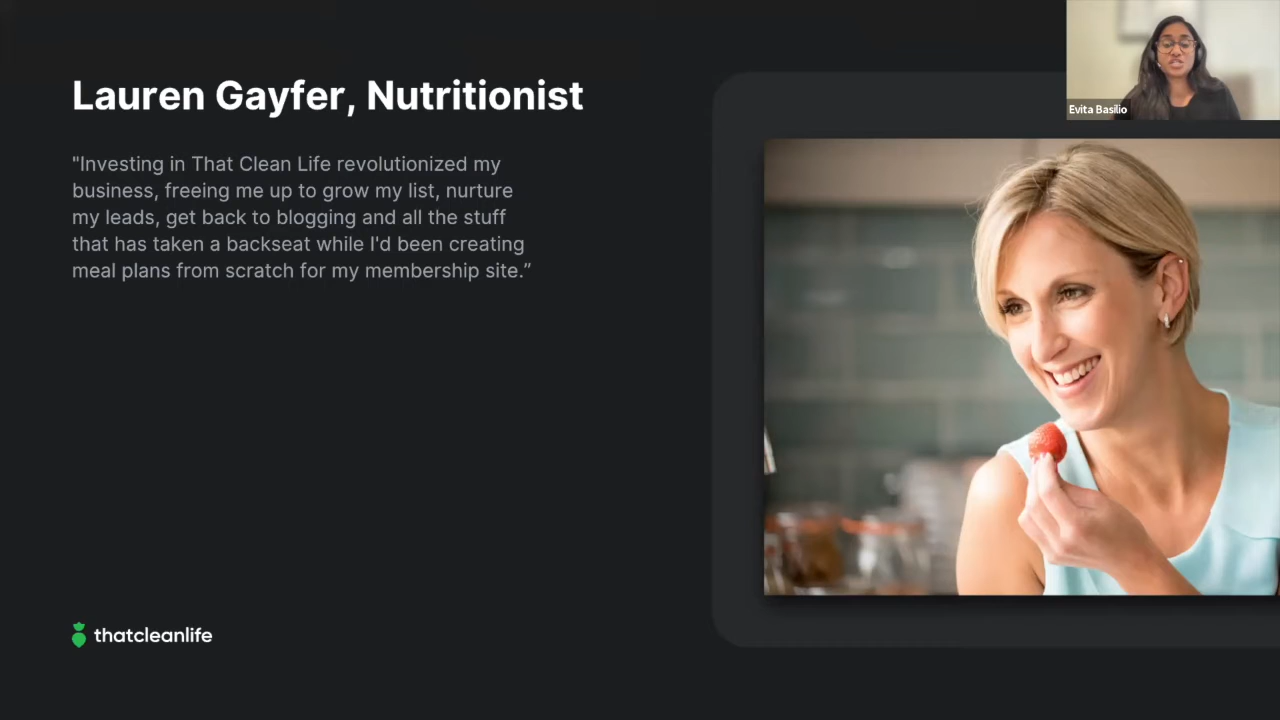 Lauren Gayfer, Nutritionist
"Investing in That Clean Life revolutionized my
business, freeing me up to grow my list, nurture
my leads, get back to blogging and all the stuff
that has taken a backseat while I'd been creating
meal plans from scratch for my membership site.”
Evita Basilio
thatcleanlife